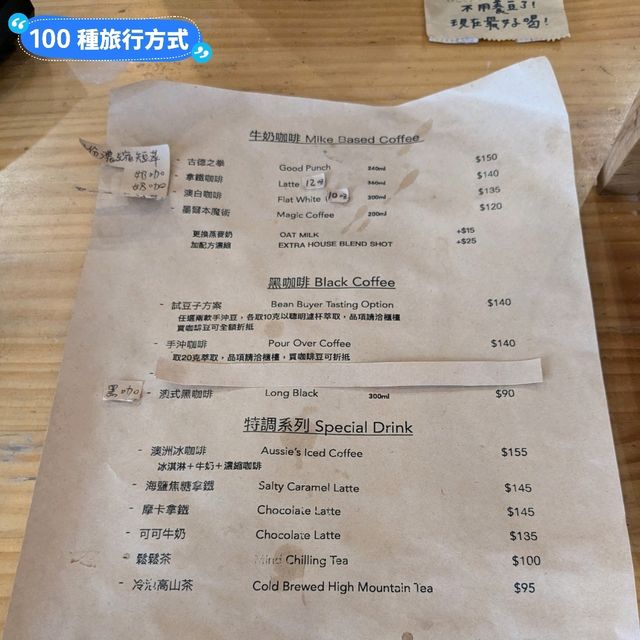 100 種旅行方式
不用養豆了!
現在最好喝!
牛奶咖啡 Mike Based Coffee
古德之拳 Good Punch 240ml $150
拿鐵咖啡 Latte 12oz 360ml $140
澳白咖啡 Flat White 10oz 300ml $135
墨爾本魔術 Magic Coffee 200ml $120
更換燕麥奶 OAT MILK +$15
加配方濃縮 EXTRA HOUSE BLEND SHOT +$25
黑咖啡 Black Coffee
- 試豆子方案 Bean Buyer Tasting Option $140
任選兩款手沖豆，各取10克以聰明濾杯萃取，品項請洽櫃檯
買咖啡豆可全額折抵
- 手沖咖啡 Pour Over Coffee $140
取20克萃取，品項請洽櫃檯，買咖啡豆可折抵
黑咖 - 澳式黑咖啡 Long Black 300ml $90
特調系列 Special Drink
- 澳洲冰咖啡 Aussie's Iced Coffee $155
冰淇淋＋牛奶＋濃縮咖啡
- 海鹽焦糖拿鐵 Salty Caramel Latte $145
- 摩卡拿鐵 Chocolate Latte $145
- 可可牛奶 Chocolate Latte $135
- 鬆鬆茶 Mind Chilling Tea $100
- 冷泡高山茶 Cold Brewed High Mountain Tea $95